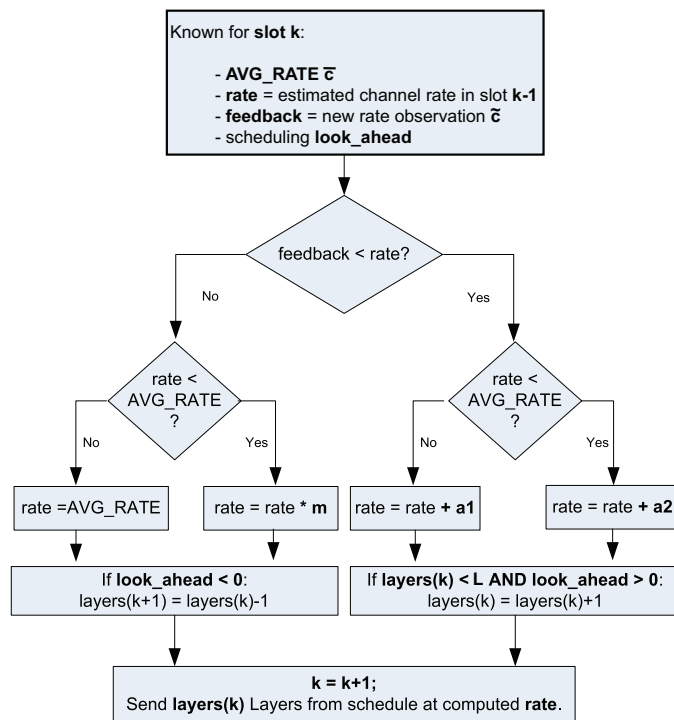 Known for slot k:
- AVG_RATE c̅
- rate = estimated channel rate in slot k-1
- feedback = new rate observation c̃
- scheduling look_ahead
feedback < rate?
No
Yes
rate <
AVG_RATE
?
rate <
AVG_RATE
?
No
Yes
No
Yes
rate =AVG_RATE
rate = rate * m
rate = rate + a1
rate = rate + a2
If look_ahead < 0:
layers(k+1) = layers(k)-1
If layers(k) < L AND look_ahead > 0:
layers(k) = layers(k)+1
k = k+1;
Send layers(k) Layers from schedule at computed rate.